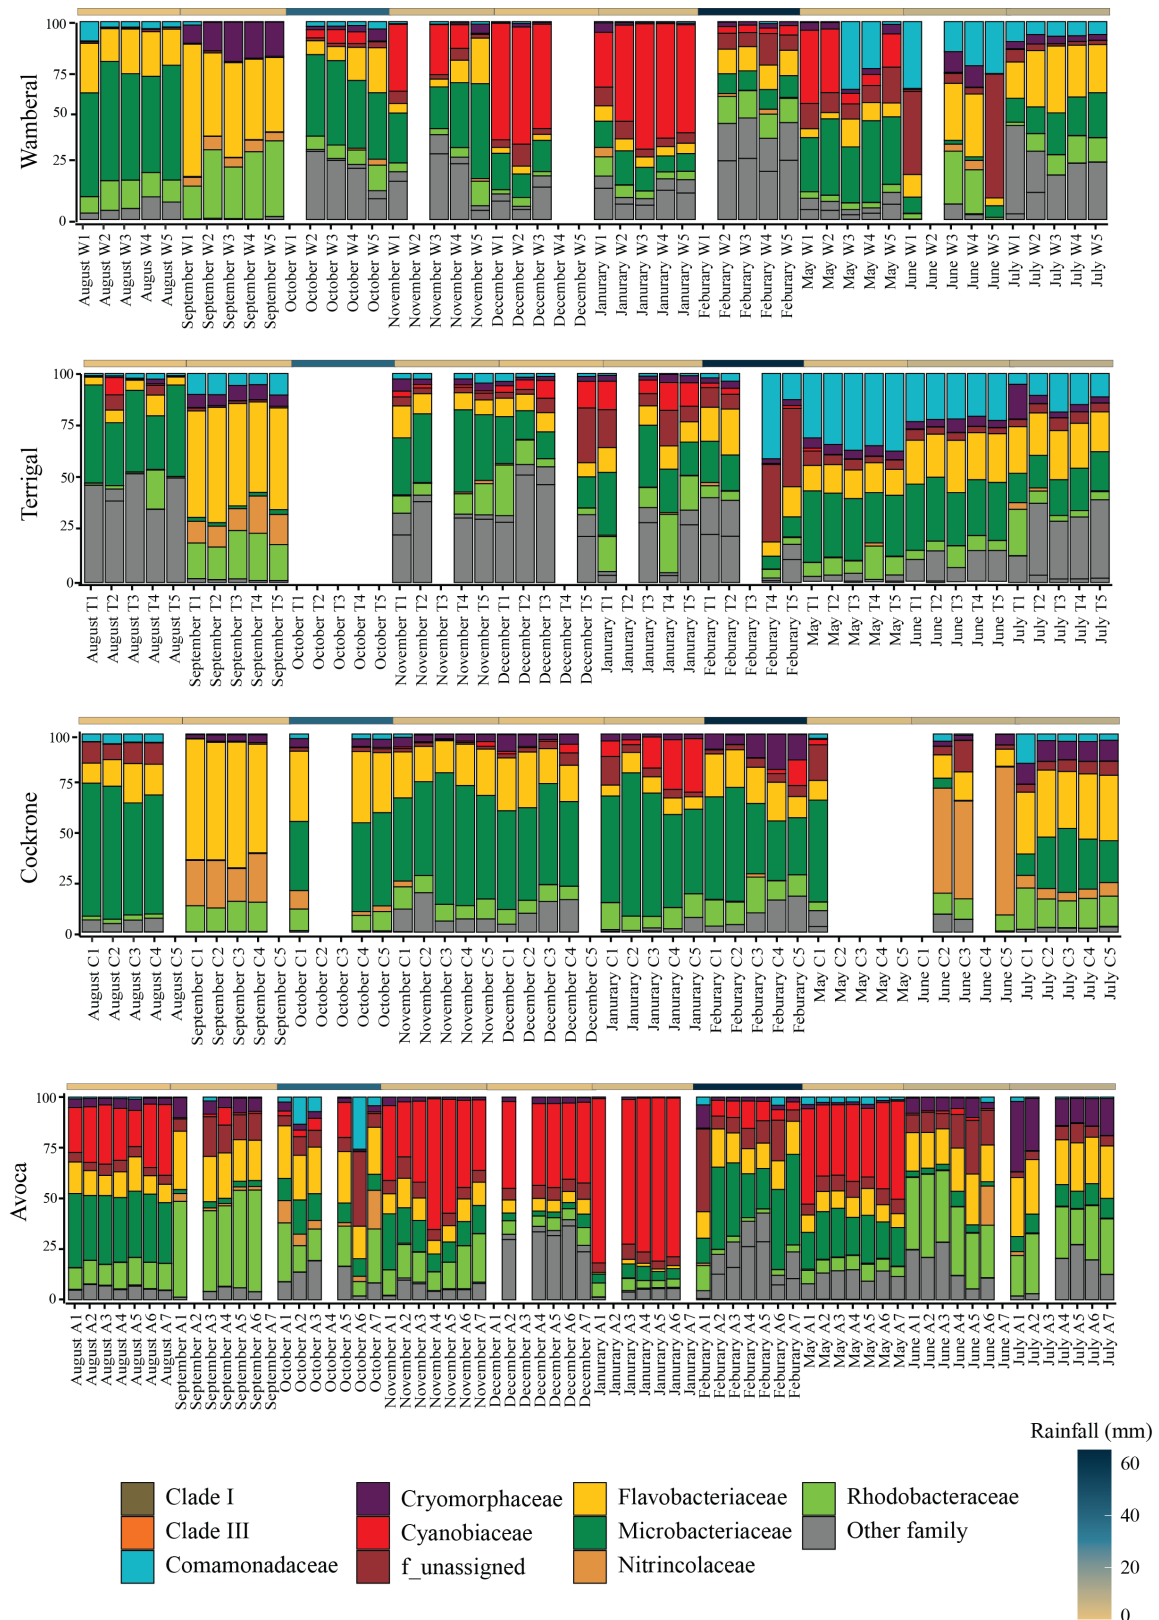 Wamberal
100
75
50
25
0
August W1
August W2
August W3
Augus W4
August W5
September W1
September W2
September W3
September W4
September W5
October W1
October W2
October W3
October W4
October W5
November W1
November W2
November W3
November W4
November W5
December W1
December W2
December W3
December W5
December W5
Janurary W1
Janurary W2
Janurary W3
Janurary W4
Janurary W5
Feburary W1
Feburary W2
Feburary W3
Feburary W4
Feburary W5
May W1
May W2
May W3
May W4
May W5
June W1
June W2
June W3
June W4
June W5
July W1
July W2
July W3
July W4
July W5
Terrigal
100
75
50
25
0
August T1
August T2
August T3
August T4
August T5
September T1
September T2
September T3
September T4
September T5
October T1
October T2
October T3
October T4
October T5
November T1
November T2
November T3
November T4
November T5
December T1
December T2
December T3
December T4
December T5
Janurary T1
Janurary T2
Janurary T3
Janurary T4
Janurary T5
Feburary T1
Feburary T2
Feburary T3
Feburary T4
Feburary T5
May T1
May T2
May T3
May T4
May T5
June T1
June T2
June T3
June T4
June T5
July T1
July T2
July T3
July T4
July T5
Cockrone
100
75
50
25
0
August C1
August C2
August C3
August C4
August C5
September C1
September C2
September C3
September C4
September C5
October C1
October C2
October C3
October C4
October C5
November C1
November C2
November C3
November C4
November C5
December C1
December C2
December C3
December C4
December C5
Janurary C1
Janurary C2
Janurary C3
Janurary C4
Janurary C5
Feburary C1
Feburary C2
Feburary C3
Feburary C4
Feburary C5
May C1
May C2
May C3
May C4
May C5
June C1
June C2
June C3
June C4
June C5
July C1
July C2
July C3
July C4
July C5
Avoca
100
75
50
25
0
August A1
August A2
August A3
August A4
August A5
August A6
August A7
September A1
September A2
September A3
September A4
September A5
September A6
September A7
October A1
October A2
October A3
October A4
October A5
October A6
October A7
November A1
November A2
November A3
November A4
November A5
November A6
November A7
December A1
December A2
December A3
December A4
December A5
December A6
December A7
Janurary A1
Janurary A2
Janurary A3
Janurary A4
Janurary A5
Janurary A6
Janurary A7
Feburary A1
Feburary A2
Feburary A3
Feburary A4
Feburary A5
Feburary A6
Feburary A7
May A1
May A2
May A3
May A4
May A5
May A6
May A7
June A1
June A2
June A3
June A4
June A5
June A6
June A7
July A1
July A2
July A3
July A4
July A5
July A6
July A7
Rainfall (mm)
60
40
20
0
Clade I
Clade III
Comamonadaceae
Cryomorphaceae
Cyanobiaceae
f_unassigned
Flavobacteriaceae
Microbacteriaceae
Nitrincolaceae
Rhodobacteraceae
Other family